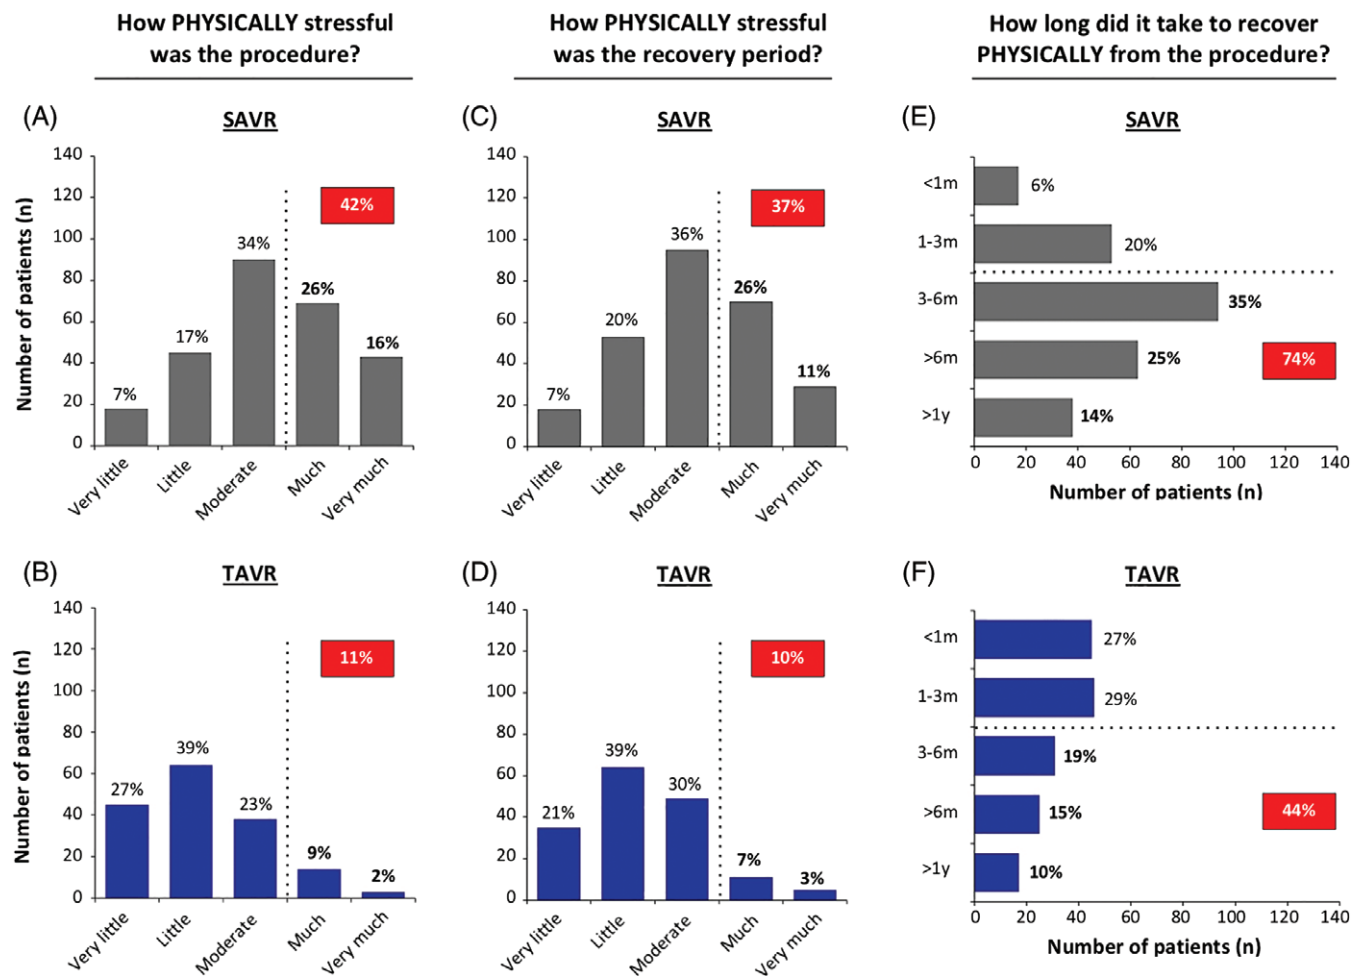 How PHYSICALLY stressful
was the procedure?
How PHYSICALLY stressful
was the recovery period?
How long did it take to recover
PHYSICALLY from the procedure?
(A)
SAVR
Number of patients (n)
140
120
100
80
60
40
20
0
7%
17%
34%
26%
16%
42%
Very little
Little
Moderate
Much
Very much
(C)
SAVR
140
120
100
80
60
40
20
0
7%
20%
36%
26%
11%
37%
Very little
Little
Moderate
Much
Very much
(E)
SAVR
<1m
6%
1-3m
20%
3-6m
35%
>6m
25%
74%
>1y
14%
0
20
40
60
80
100
120
140
Number of patients (n)
(B)
TAVR
Number of patients (n)
140
120
100
80
60
40
20
0
27%
39%
23%
9%
2%
11%
Very little
Little
Moderate
Much
Very much
(D)
TAVR
140
120
100
80
60
40
20
0
21%
39%
30%
7%
3%
10%
Very little
Little
Moderate
Much
Very much
(F)
TAVR
<1m
27%
1-3m
29%
3-6m
19%
>6m
15%
44%
>1y
10%
0
20
40
60
80
100
120
140
Number of patients (n)